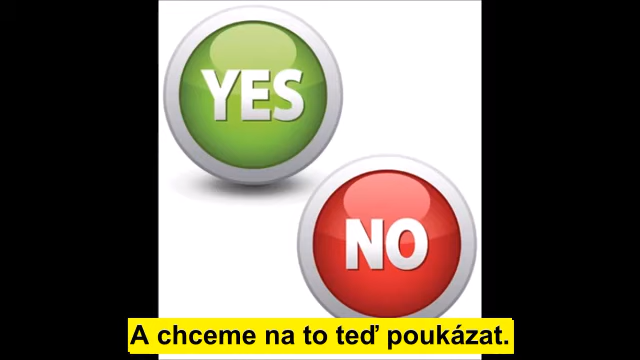 YES
NO
A chceme na to teď poukázat.